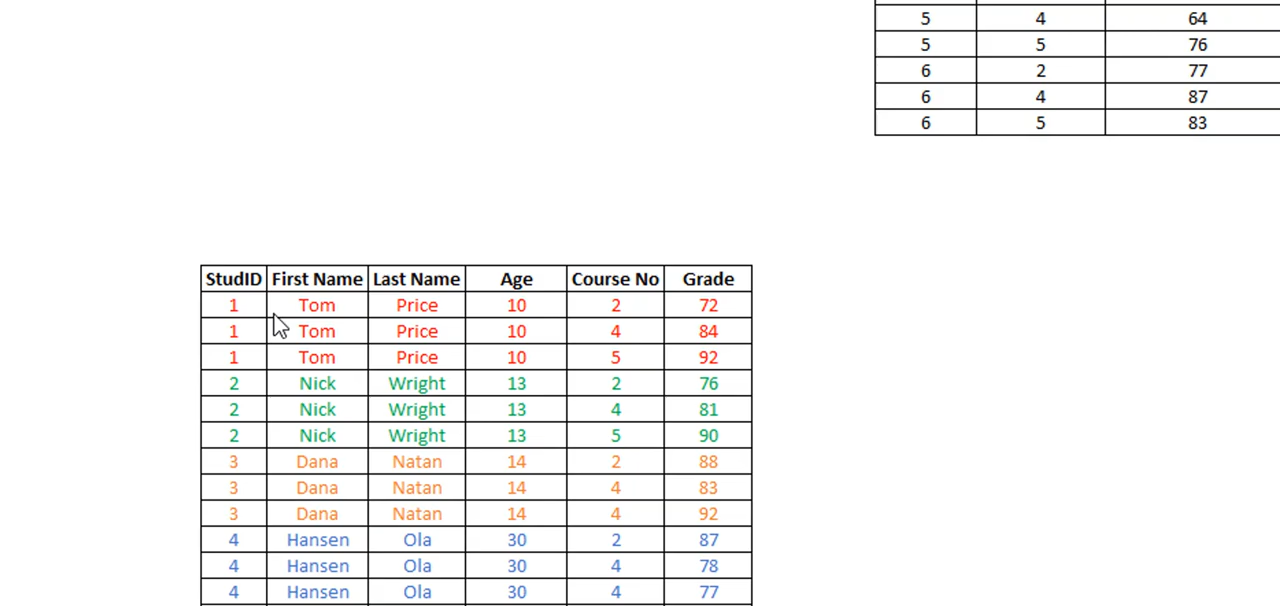 5 4 64
5 5 76
6 2 77
6 4 87
6 5 83
StudID First Name Last Name Age Course No Grade
1 Tom Price 10 2 72
1 Tom Price 10 4 84
1 Tom Price 10 5 92
2 Nick Wright 13 2 76
2 Nick Wright 13 4 81
2 Nick Wright 13 5 90
3 Dana Natan 14 2 88
3 Dana Natan 14 4 83
3 Dana Natan 14 4 92
4 Hansen Ola 30 2 87
4 Hansen Ola 30 4 78
4 Hansen Ola 30 4 77